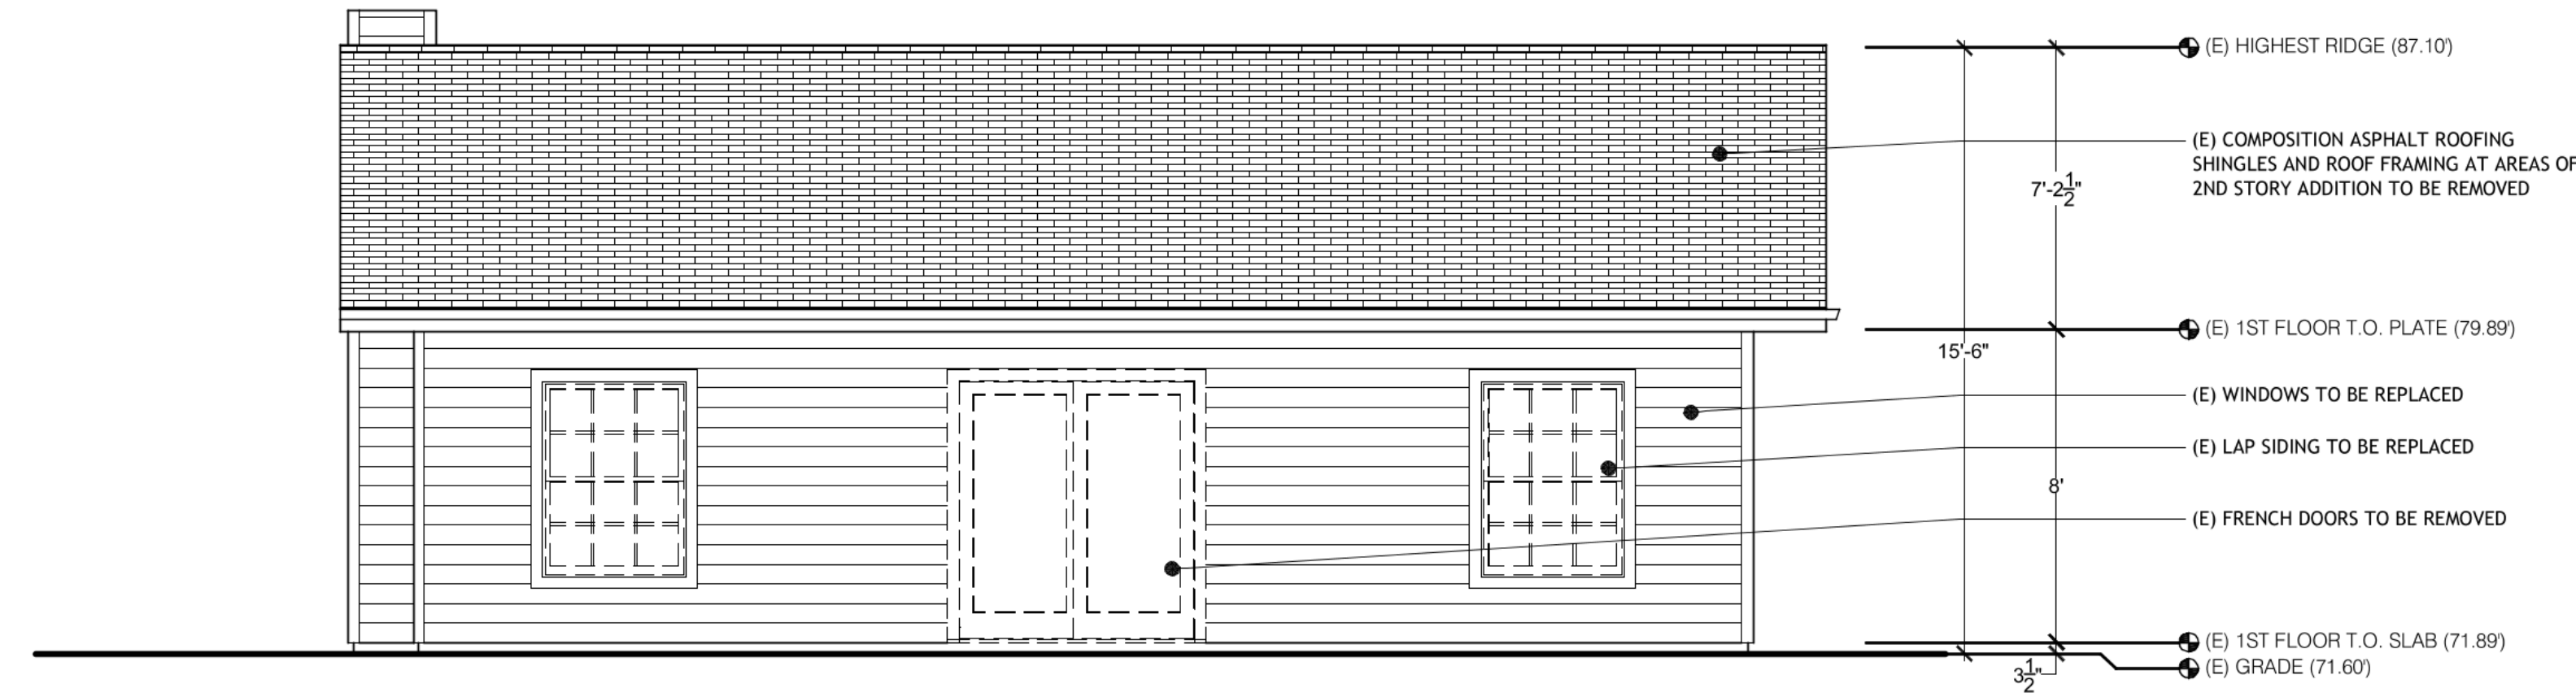 (E) HIGHEST RIDGE (87.10')
(E) COMPOSITION ASPHALT ROOFING
SHINGLES AND ROOF FRAMING AT AREAS OF
2ND STORY ADDITION TO BE REMOVED
7'-2 1/2"
(E) 1ST FLOOR T.O. PLATE (79.89')
15'-6"
(E) WINDOWS TO BE REPLACED
(E) LAP SIDING TO BE REPLACED
8'
(E) FRENCH DOORS TO BE REMOVED
(E) 1ST FLOOR T.O. SLAB (71.89')
(E) GRADE (71.60')
3 1/2"